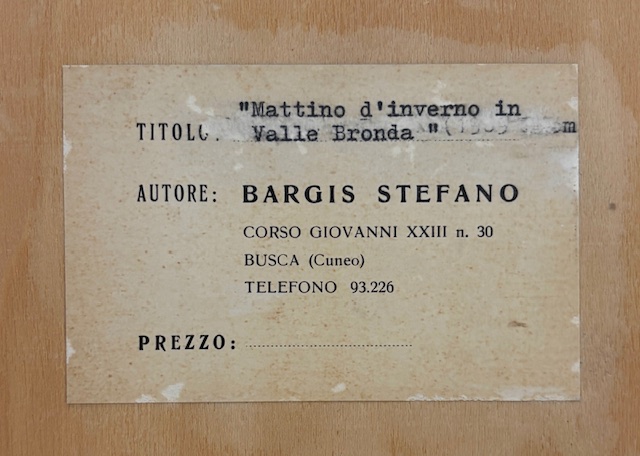 TITOLO: "Mattino d'inverno in
Valle Bronda"
AUTORE: BARGIS STEFANO
CORSO GIOVANNI XXIII n. 30
BUSCA (Cuneo)
TELEFONO 93.226
PREZZO: